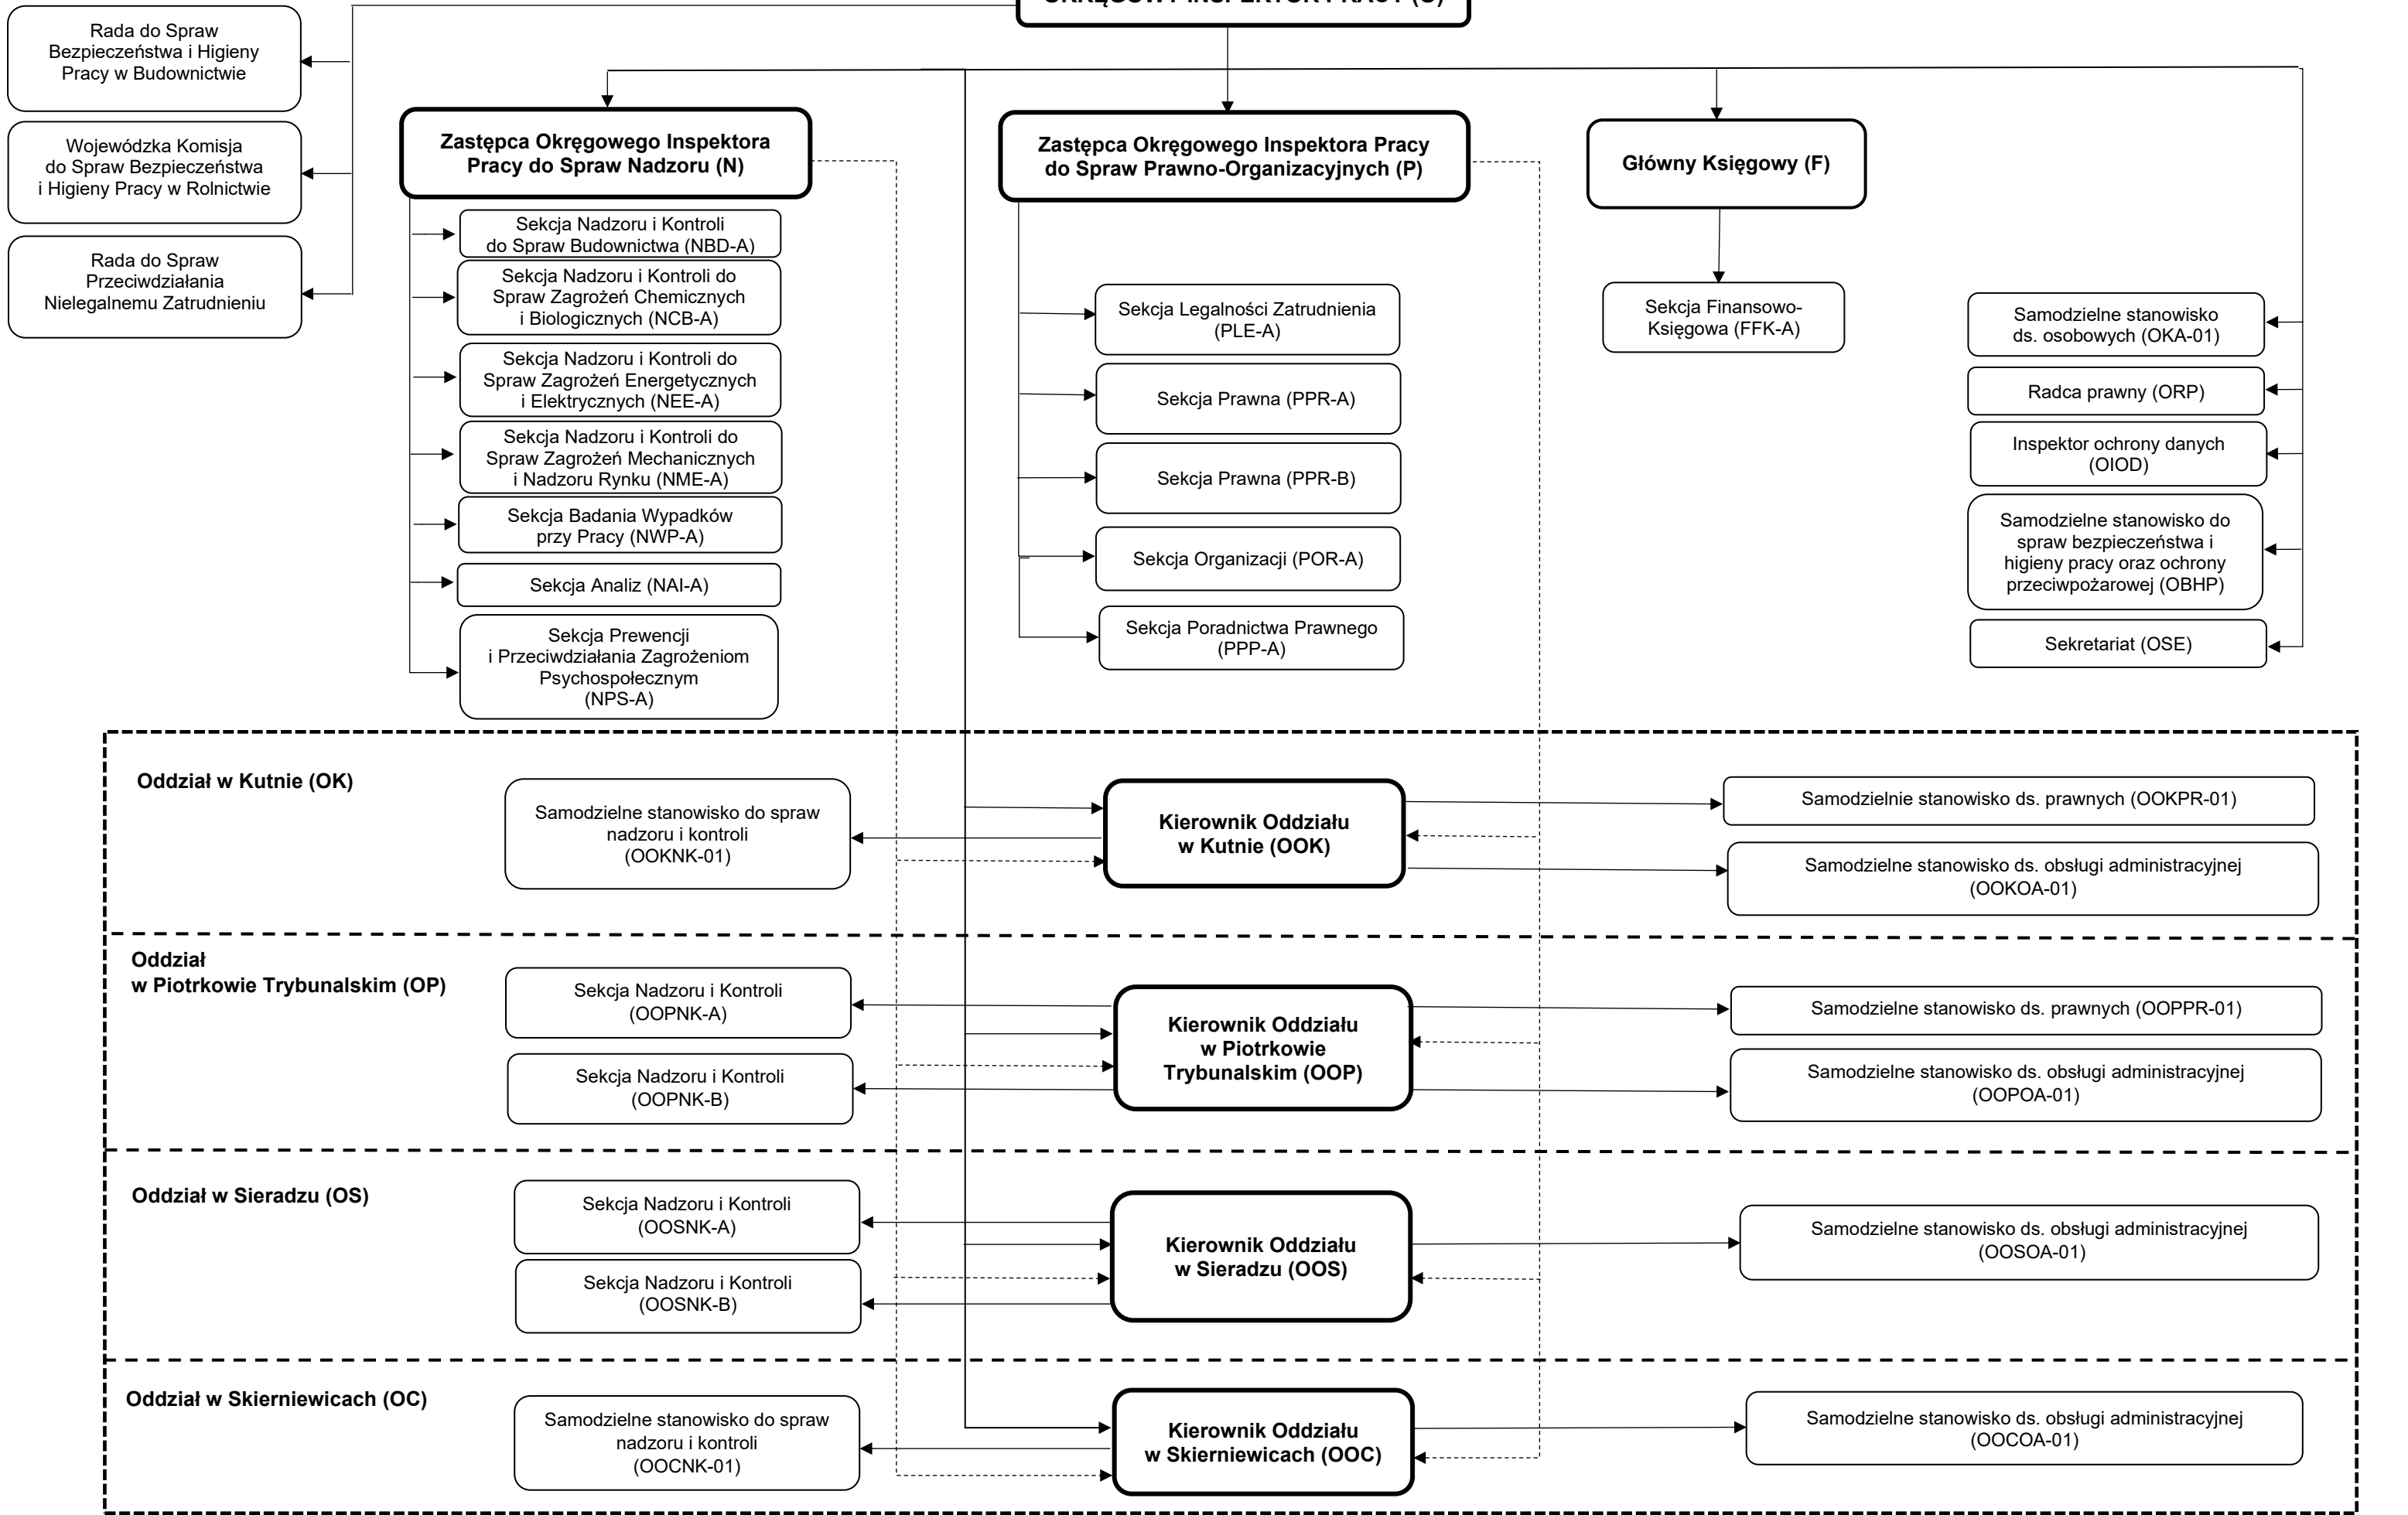 OKRĘGOWY INSPEKTOR PRACY (O)
Rada do Spraw
Bezpieczeństwa i Higieny
Pracy w Budownictwie
Wojewódzka Komisja
do Spraw Bezpieczeństwa
i Higieny Pracy w Rolnictwie
Rada do Spraw
Przeciwdziałania
Nielegalnemu Zatrudnieniu
Zastępca Okręgowego Inspektora
Pracy do Spraw Nadzoru (N)
Sekcja Nadzoru i Kontroli
do Spraw Budownictwa (NBD-A)
Sekcja Nadzoru i Kontroli do
Spraw Zagrożeń Chemicznych
i Biologicznych (NCB-A)
Sekcja Nadzoru i Kontroli do
Spraw Zagrożeń Energetycznych
i Elektrycznych (NEE-A)
Sekcja Nadzoru i Kontroli do
Spraw Zagrożeń Mechanicznych
i Nadzoru Rynku (NME-A)
Sekcja Badania Wypadków
przy Pracy (NWP-A)
Sekcja Analiz (NAI-A)
Sekcja Prewencji
i Przeciwdziałania Zagrożeniom
Psychospołecznym
(NPS-A)
Zastępca Okręgowego Inspektora Pracy
do Spraw Prawno-Organizacyjnych (P)
Sekcja Legalności Zatrudnienia
(PLE-A)
Sekcja Prawna (PPR-A)
Sekcja Prawna (PPR-B)
Sekcja Organizacji (POR-A)
Sekcja Poradnictwa Prawnego
(PPP-A)
Główny Księgowy (F)
Sekcja Finansowo-
Księgowa (FFK-A)
Samodzielne stanowisko
ds. osobowych (OKA-01)
Radca prawny (ORP)
Inspektor ochrony danych
(OIOD)
Samodzielne stanowisko do
spraw bezpieczeństwa i
higieny pracy oraz ochrony
przeciwpożarowej (OBHP)
Sekretariat (OSE)
Oddział w Kutnie (OK)
Samodzielne stanowisko do spraw
nadzoru i kontroli
(OOKNK-01)
Kierownik Oddziału
w Kutnie (OOK)
Samodzielnie stanowisko ds. prawnych (OOKPR-01)
Samodzielne stanowisko ds. obsługi administracyjnej
(OOKOA-01)
Oddział
w Piotrkowie Trybunalskim (OP)
Sekcja Nadzoru i Kontroli
(OOPNK-A)
Sekcja Nadzoru i Kontroli
(OOPNK-B)
Kierownik Oddziału
w Piotrkowie
Trybunalskim (OOP)
Samodzielne stanowisko ds. prawnych (OOPPR-01)
Samodzielne stanowisko ds. obsługi administracyjnej
(OOPOA-01)
Oddział w Sieradzu (OS)
Sekcja Nadzoru i Kontroli
(OOSNK-A)
Sekcja Nadzoru i Kontroli
(OOSNK-B)
Kierownik Oddziału
w Sieradzu (OOS)
Samodzielne stanowisko ds. obsługi administracyjnej
(OOSOA-01)
Oddział w Skierniewicach (OC)
Samodzielne stanowisko do spraw
nadzoru i kontroli
(OOCNK-01)
Kierownik Oddziału
w Skierniewicach (OOC)
Samodzielne stanowisko ds. obsługi administracyjnej
(OOCOA-01)